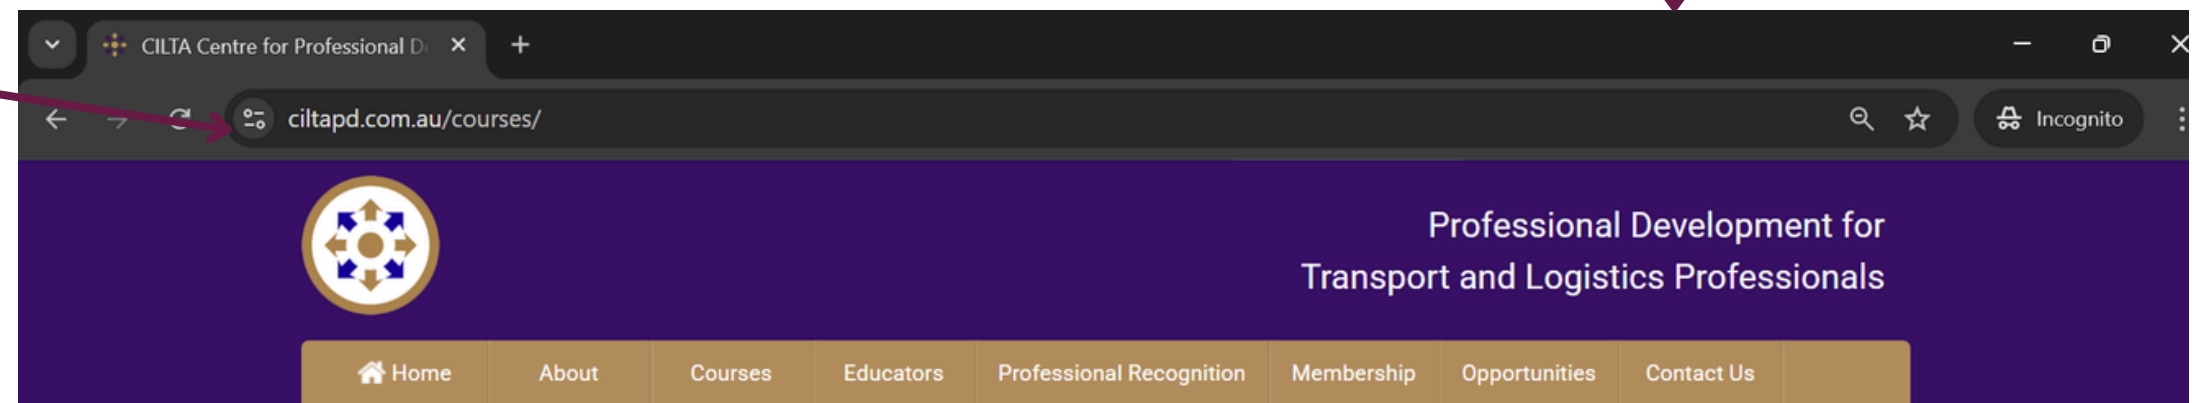 CILTA Centre for Professional D
ciltapd.com.au/courses/
Incognito
Professional Development for
Transport and Logistics Professionals
Home About Courses Educators Professional Recognition Membership Opportunities Contact Us